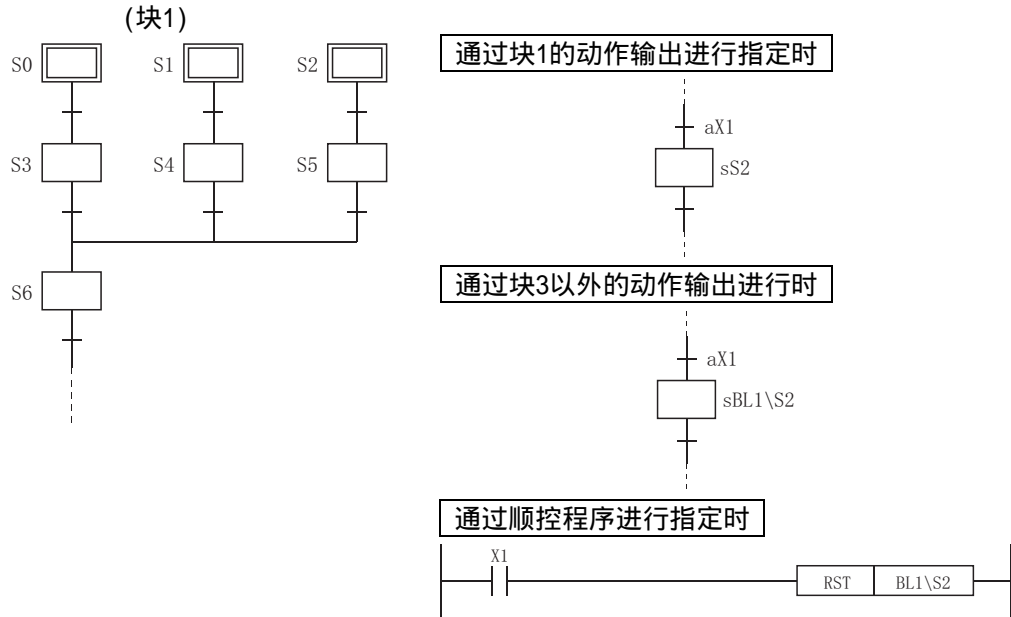 (块1)
S0 S1 S2
S3 S4 S5
S6
通过块1的动作输出进行指定时
aX1
sS2
通过块3以外的动作输出进行时
aX1
sBL1\S2
通过顺控程序进行指定时
X1
RST BL1\S2